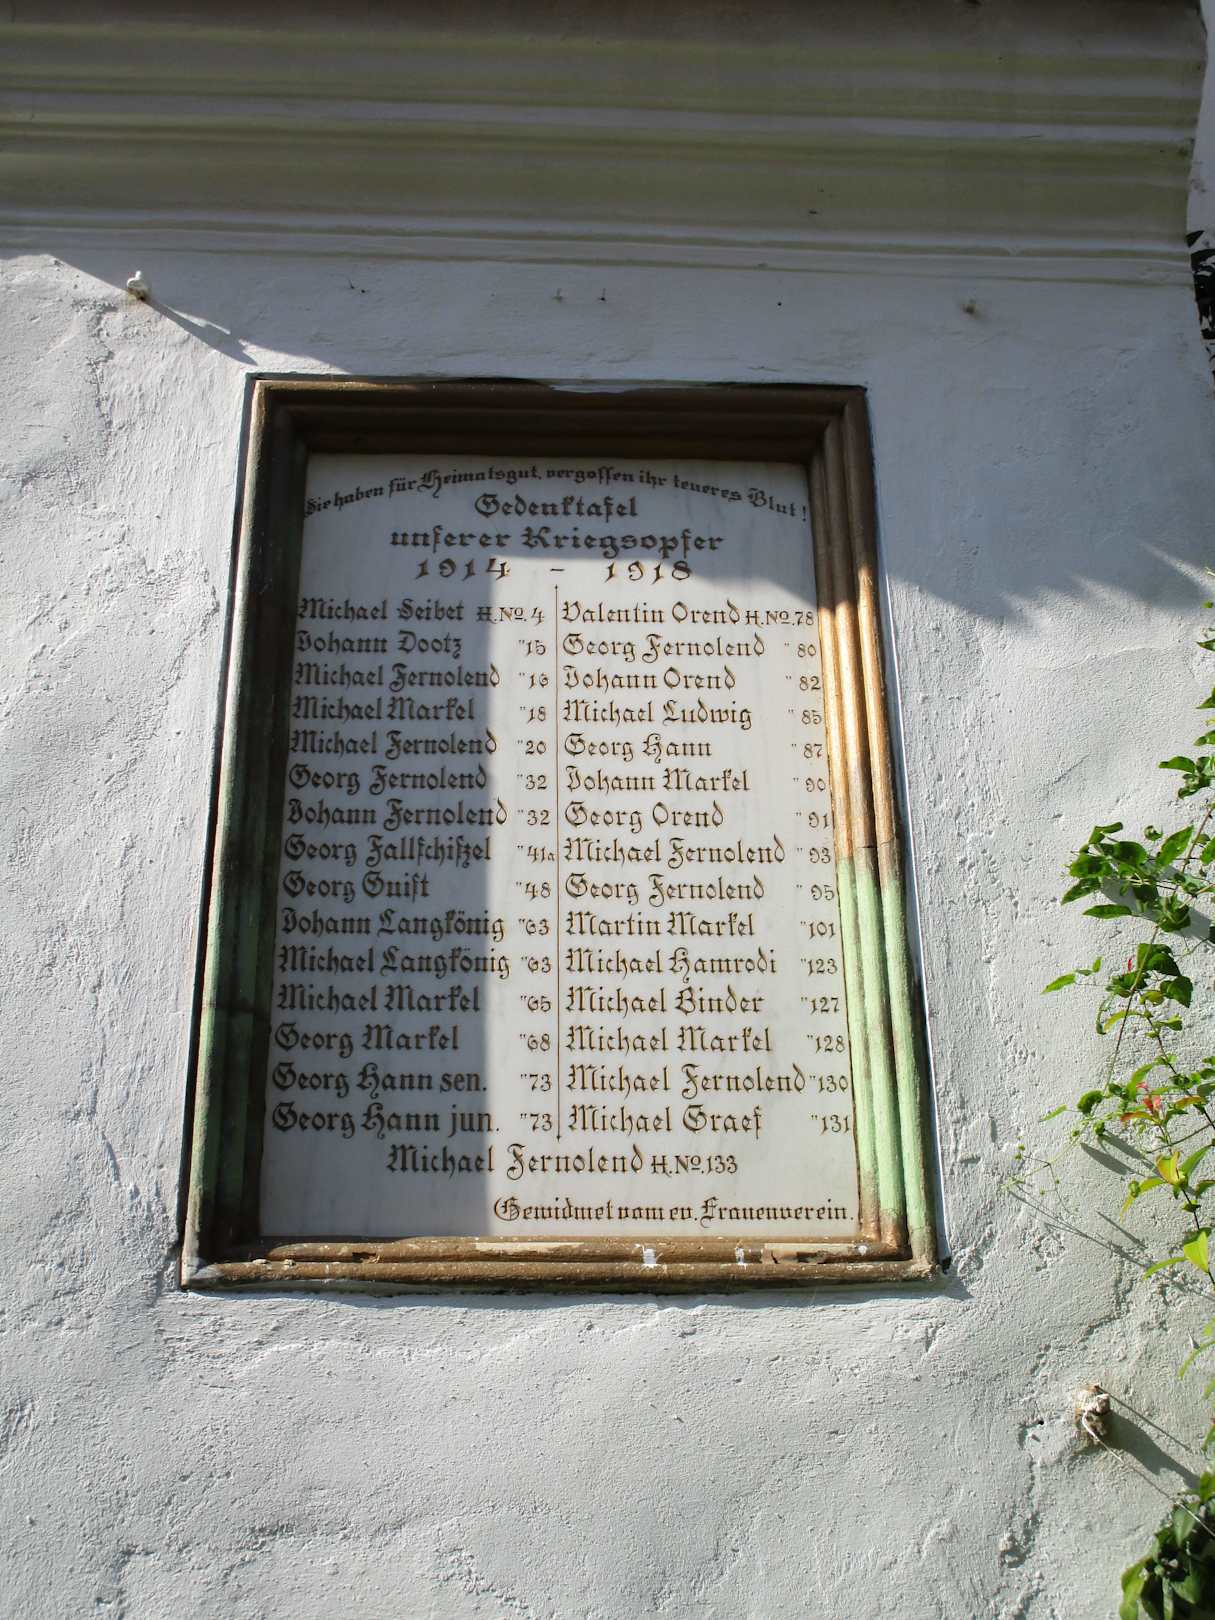 Sie haben für Heimatsgut, vergossen ihr teueres Blut!
Gedenktafel
unserer Kriegsopfer
1914 - 1918
Michael Seibet H.No. 4
Johann Dootz " 15
Michael Fernolend " 16
Michael Markel " 18
Michael Fernolend " 20
Georg Fernolend " 32
Johann Fernolend " 32
Georg Fallschißel " 41a
Georg Guist " 48
Johann Langkönig " 63
Michael Langkönig " 63
Michael Markel " 65
Georg Markel " 68
Georg Hann sen. " 73
Georg Hann jun. " 73
Valentin Orend H.No. 78
Georg Fernolend " 80
Johann Orend " 82
Michael Ludwig " 85
Georg Hann " 87
Johann Markel " 90
Georg Orend " 91
Michael Fernolend " 93
Georg Fernolend " 95
Martin Markel " 101
Michael Hamrodi " 123
Michael Binder " 127
Michael Markel " 128
Michael Fernolend " 130
Michael Graef " 131
Michael Fernolend H.No. 133
Gewidmet vom ev. Frauenverein.